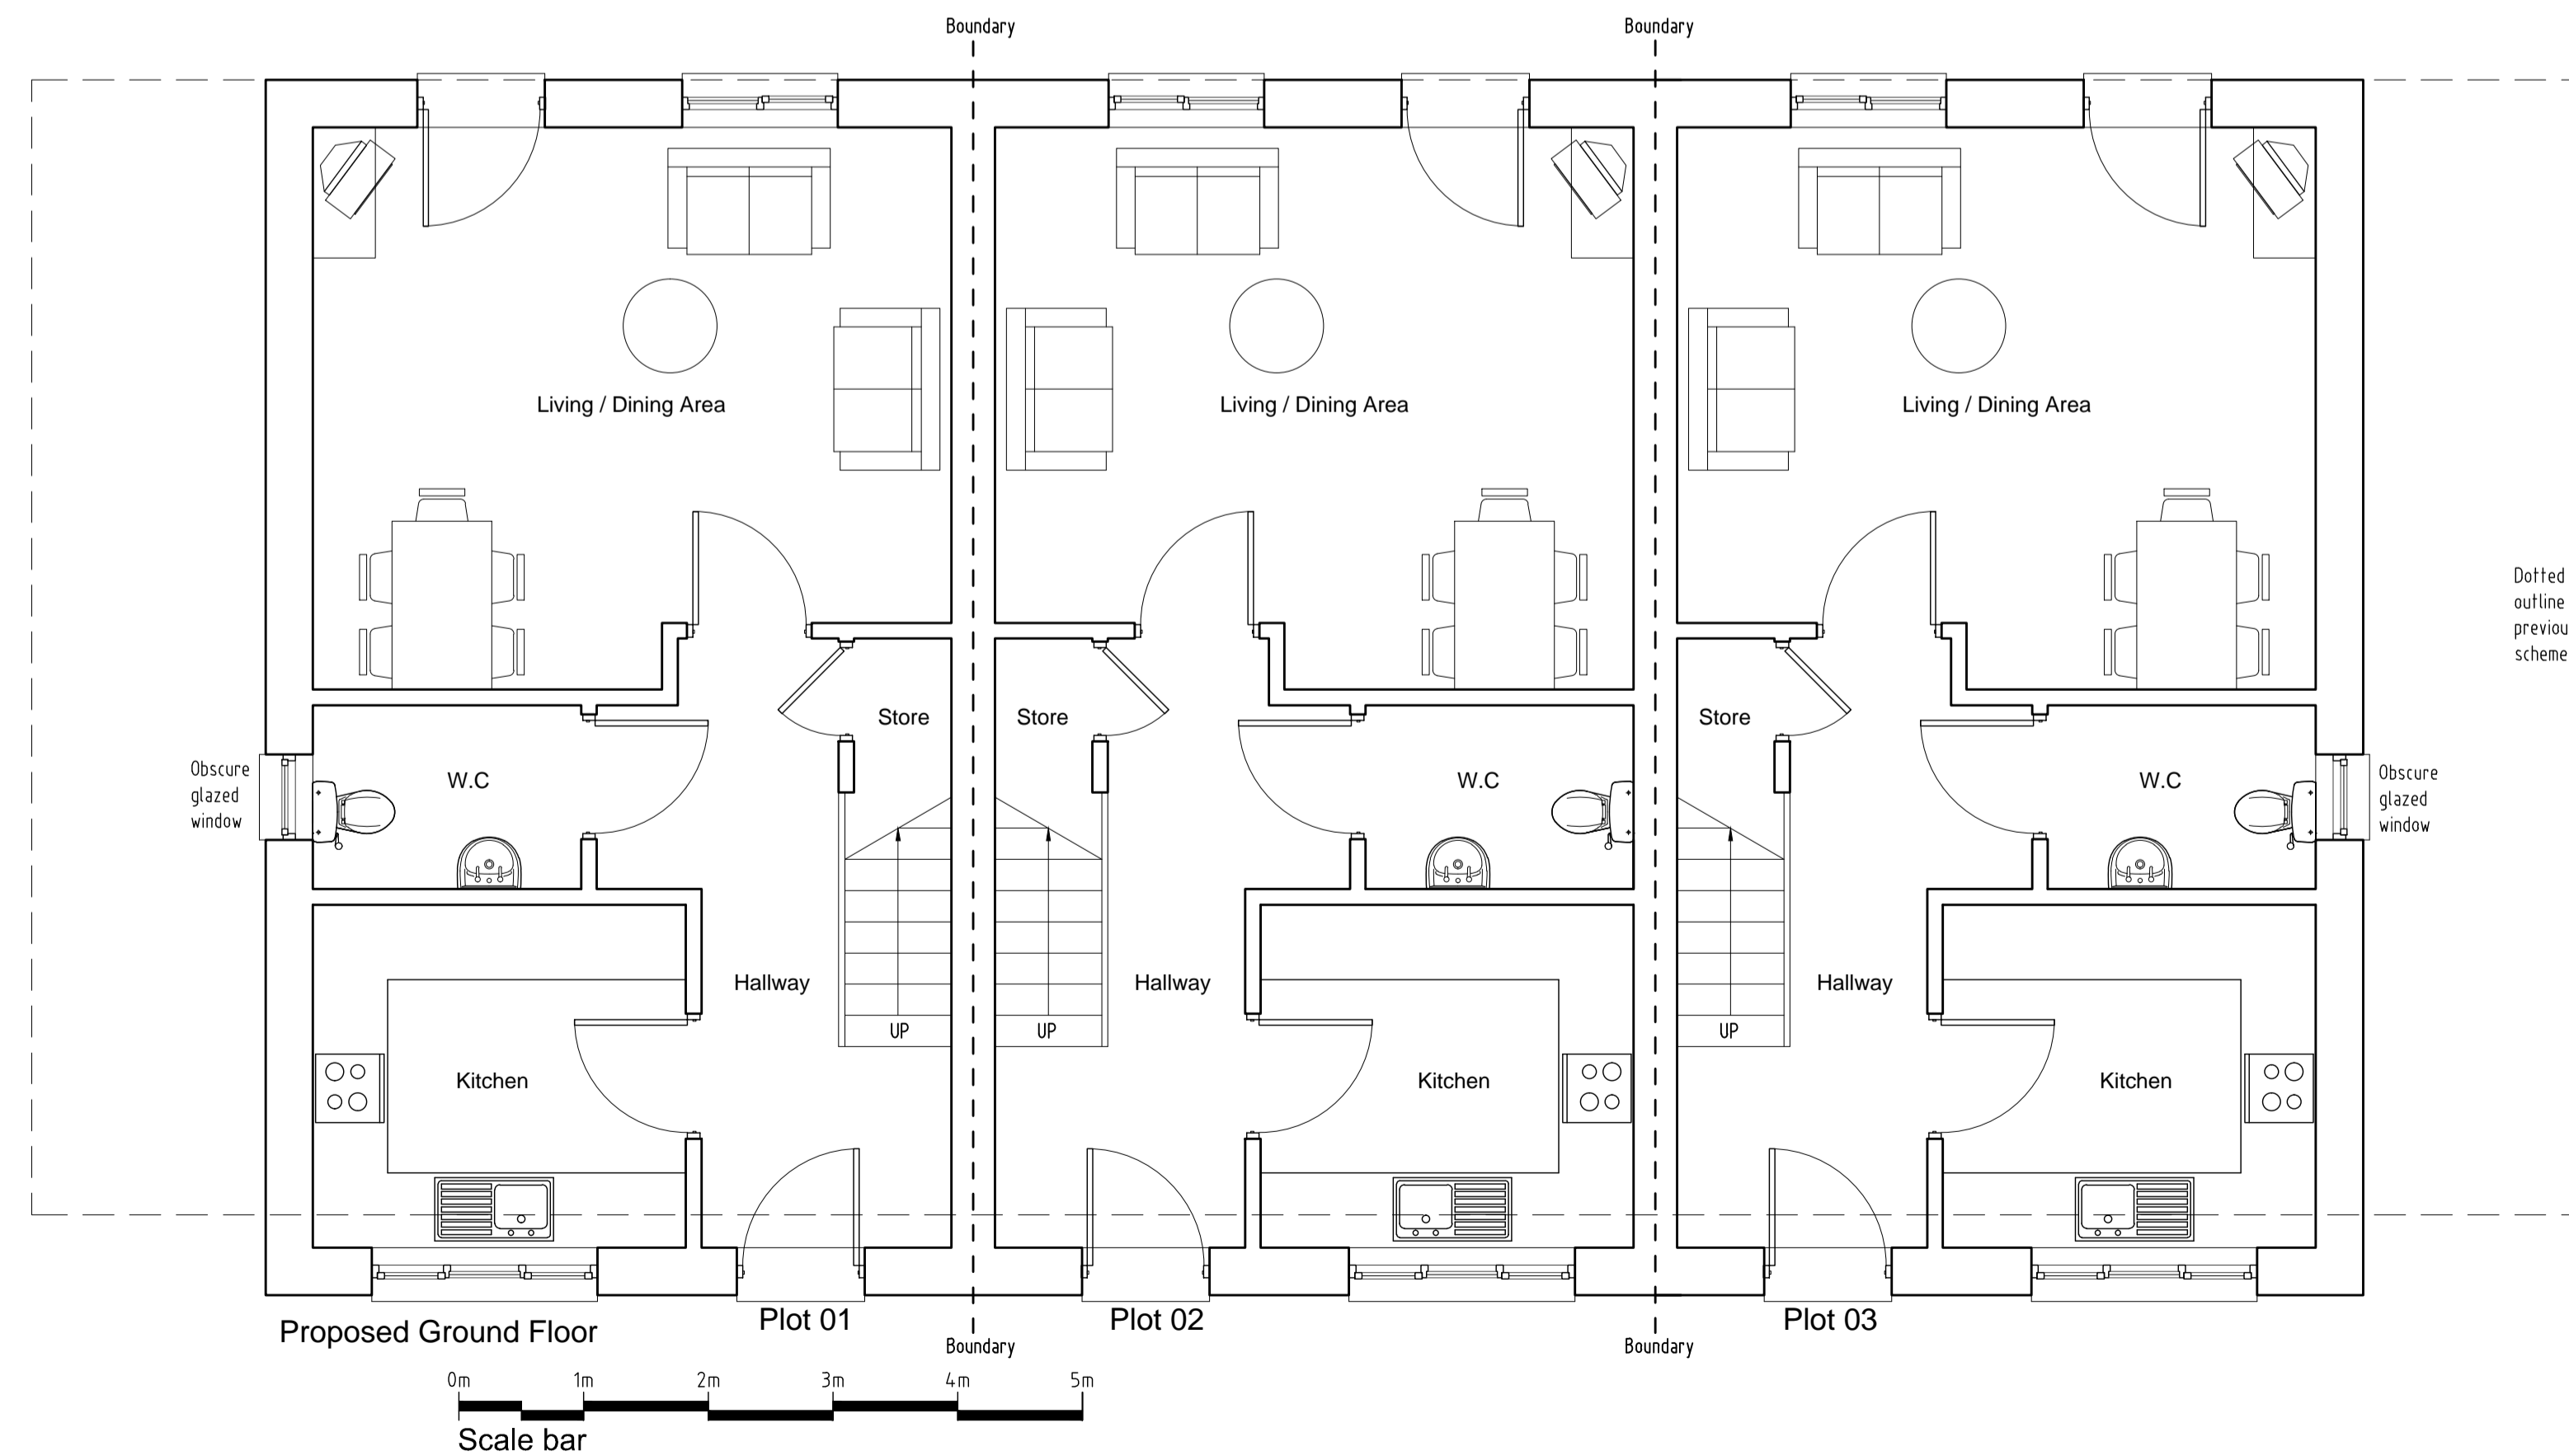 Boundary
Boundary
Living / Dining Area
Living / Dining Area
Living / Dining Area
Dotted
outline
previou
scheme
Store
Store
Store
Obscure
glazed
window
W.C
W.C
W.C
Obscure
glazed
window
Hallway
Hallway
Hallway
UP
UP
UP
Kitchen
Kitchen
Kitchen
Plot 01
Plot 02
Plot 03
Proposed Ground Floor
Boundary
Boundary
0m 1m 2m 3m 4m 5m
Scale bar